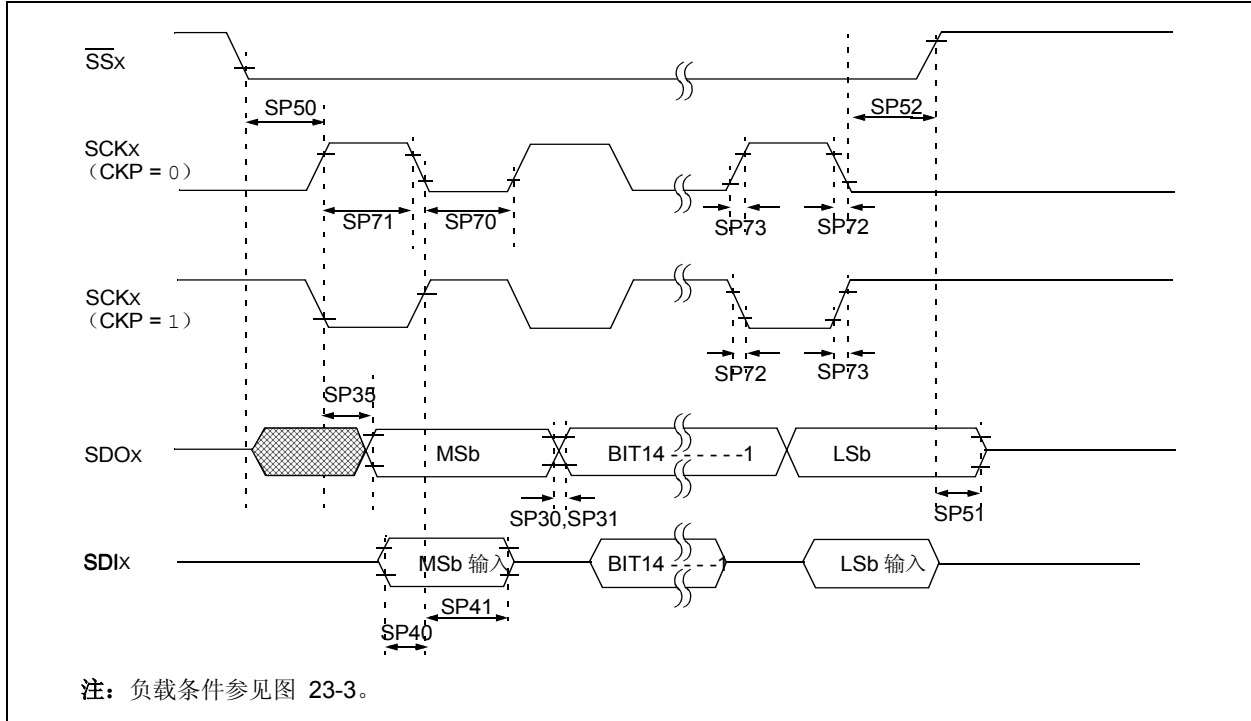 SSx
SP50
SP52
SCKx
（CKP = 0）
SP71
SP70
SP73
SP72
SCKx
（CKP = 1）
SP72
SP73
SP35
SDOx
MSb
BIT14 - - - - - -1
LSb
SP30,SP31
SP51
SDIx
MSb 输入
BIT14 - - - -1
LSb 输入
SP41
SP40
注：负载条件参见图 23-3。